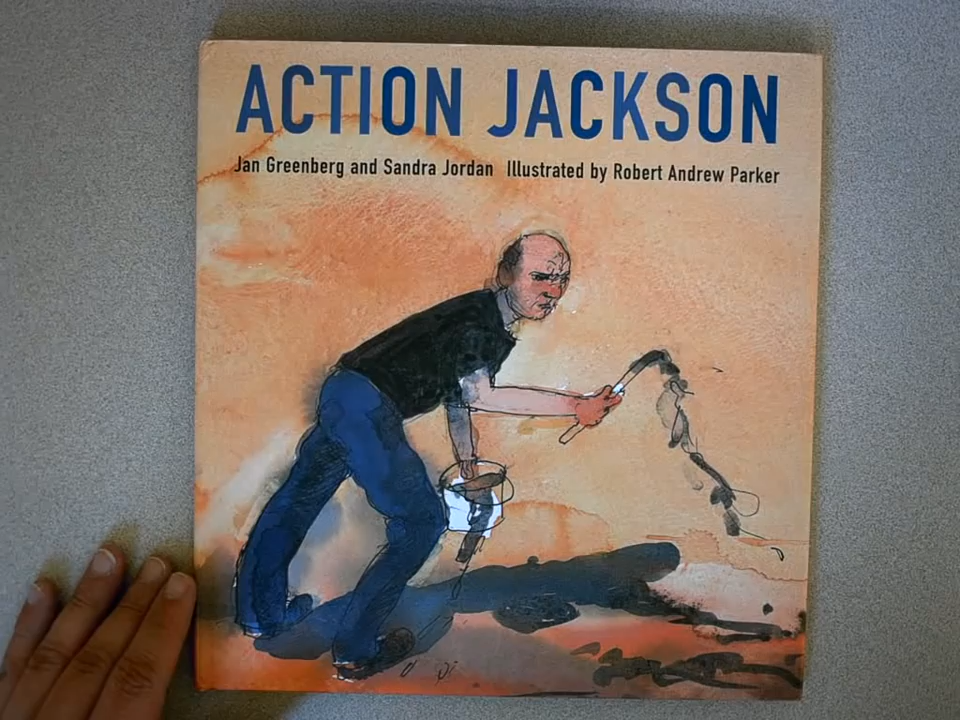 ACTION JACKSON
Jan Greenberg and Sandra Jordan Illustrated by Robert Andrew Parker